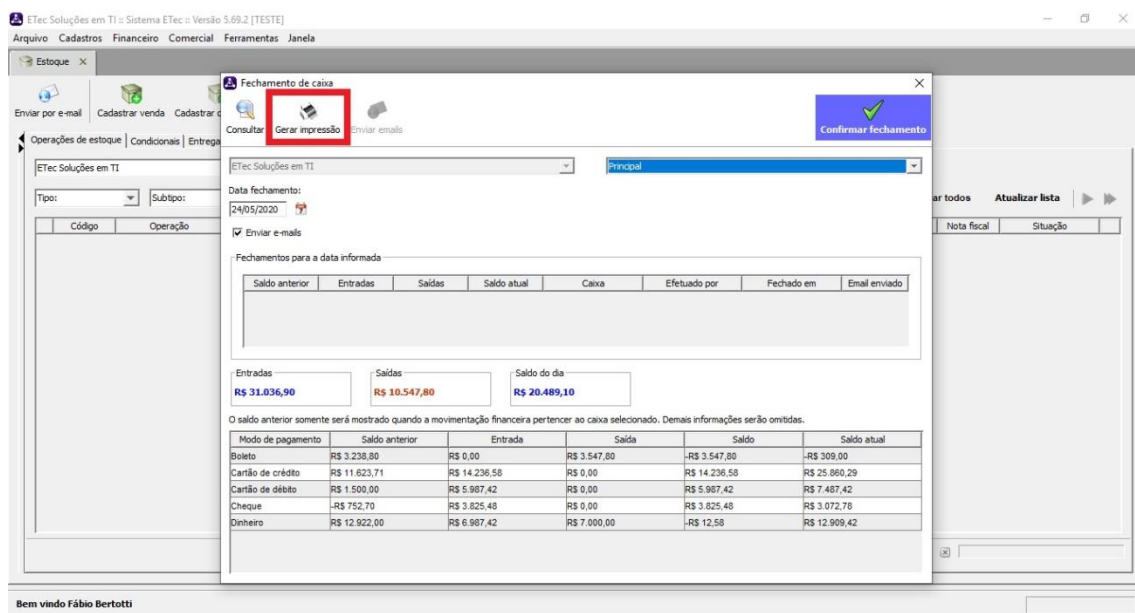 ETec Soluções em TI :: Sistema ETec :: Versão 5.69.2 [TESTE]
Arquivo Cadastros Financeiro Comercial Ferramentas Janela
Estoque
Enviar por e-mail Cadastrar venda Cadastrar
Operações de estoque Condicionais Entrega
ETec Soluções em TI
Tipo: Subtipo:
Código Operação
Fechamento de caixa
Consultar Gerar impressão Enviar emails Confirmar fechamento
ETec Soluções em TI Principal
Data fechamento:
24/05/2020
Enviar e-mails
Fechamentos para a data informada
Saldo anterior Entradas Saídas Saldo atual Caixa Efetuado por Fechado em Email enviado
Entradas Saídas Saldo do dia
R$ 31.036,90 R$ 10.547,80 R$ 20.489,10
O saldo anterior somente será mostrado quando a movimentação financeira pertencer ao caixa selecionado. Demais informações serão omitidas.
Modo de pagamento Saldo anterior Entrada Saída Saldo Saldo atual
Boleto R$ 3.238,80 R$ 0,00 R$ 3.547,80 -R$ 3.547,80 -R$ 309,00
Cartão de crédito R$ 11.623,71 R$ 14.236,58 R$ 0,00 R$ 14.236,58 R$ 25.860,29
Cartão de débito R$ 1.500,00 R$ 5.987,42 R$ 0,00 R$ 5.987,42 R$ 7.487,42
Cheque -R$ 752,70 R$ 3.825,48 R$ 0,00 R$ 3.825,48 R$ 3.072,78
Dinheiro R$ 12.922,00 R$ 6.987,42 R$ 7.000,00 -R$ 12,58 R$ 12.909,42
ar todos Atualizar lista
Nota fiscal Situação
Bem vindo Fábio Bertotti